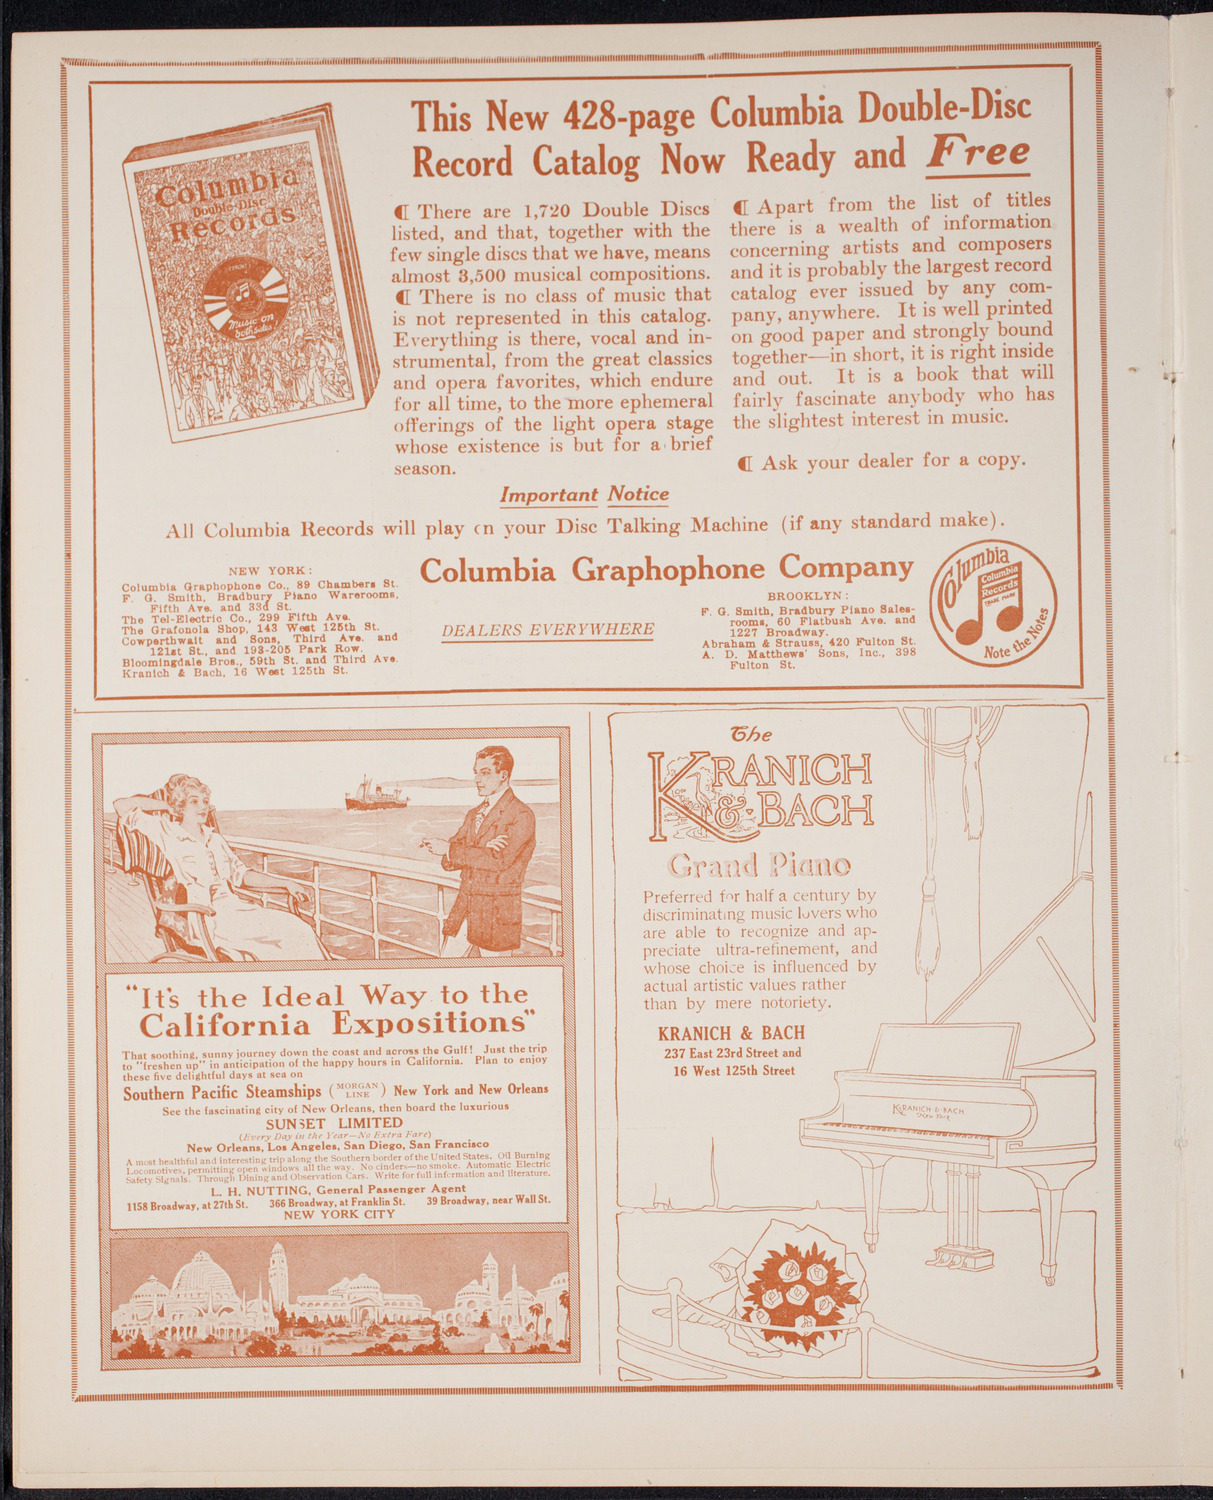 This New 428-page Columbia Double-Disc
Record Catalog Now Ready and Free
Columbia
Double-Disc
Records
Music on
both sides
¶ There are 1,720 Double Discs
listed, and that, together with the
few single discs that we have, means
almost 3,500 musical compositions.
¶ There is no class of music that
is not represented in this catalog.
Everything is there, vocal and in-
strumental, from the great classics
and opera favorites, which endure
for all time, to the more ephemeral
offerings of the light opera stage
whose existence is but for a brief
season.
¶ Apart from the list of titles
there is a wealth of information
concerning artists and composers
and it is probably the largest record
catalog ever issued by any com-
pany, anywhere. It is well printed
on good paper and strongly bound
together—in short, it is right inside
and out. It is a book that will
fairly fascinate anybody who has
the slightest interest in music.
¶ Ask your dealer for a copy.
Important Notice
All Columbia Records will play on your Disc Talking Machine (if any standard make).
NEW YORK:
Columbia Graphophone Co., 89 Chambers St.
F. G. Smith, Bradbury Piano Warerooms,
Fifth Ave. and 33d St.
The Tel-Electric Co., 299 Fifth Ave.
The Grafonola Shop, 143 West 125th St.
Cowperthwait and Sons, Third Ave. and
121st St., and 193-205 Park Row.
Bloomingdale Bros., 59th St. and Third Ave.
Kranich & Bach, 16 West 125th St.
Columbia Graphophone Company
DEALERS EVERYWHERE
BROOKLYN:
F. G. Smith, Bradbury Piano Sales-
rooms, 60 Flatbush Ave. and
1227 Broadway.
Abraham & Strauss, 420 Fulton St.
A. D. Matthews' Sons, Inc., 398
Fulton St.
Columbia
Columbia
Records
TRADE MARK
Note the Notes
"It's the Ideal Way to the
California Expositions"
That soothing, sunny journey down the coast and across the Gulf! Just the trip
to "freshen up" in anticipation of the happy hours in California. Plan to enjoy
these five delightful days at sea on
Southern Pacific Steamships (MORGAN LINE) New York and New Orleans
See the fascinating city of New Orleans, then board the luxurious
SUNSET LIMITED
(Every Day in the Year—No Extra Fare)
New Orleans, Los Angeles, San Diego, San Francisco
A most healthful and interesting trip along the Southern border of the United States. Oil Burning
Locomotives, permitting open windows all the way. No cinders—no smoke. Automatic Electric
Safety Signals. Through Dining and Observation Cars. Write for full information and literature.
L. H. NUTTING, General Passenger Agent
1158 Broadway, at 27th St. 366 Broadway, at Franklin St. 39 Broadway, near Wall St.
NEW YORK CITY
The
KRANICH
& BACH
Grand Piano
Preferred for half a century by
discriminating music lovers who
are able to recognize and ap-
preciate ultra-refinement, and
whose choice is influenced by
actual artistic values rather
than by mere notoriety.
KRANICH & BACH
237 East 23rd Street and
16 West 125th Street
KRANICH & BACH
New York